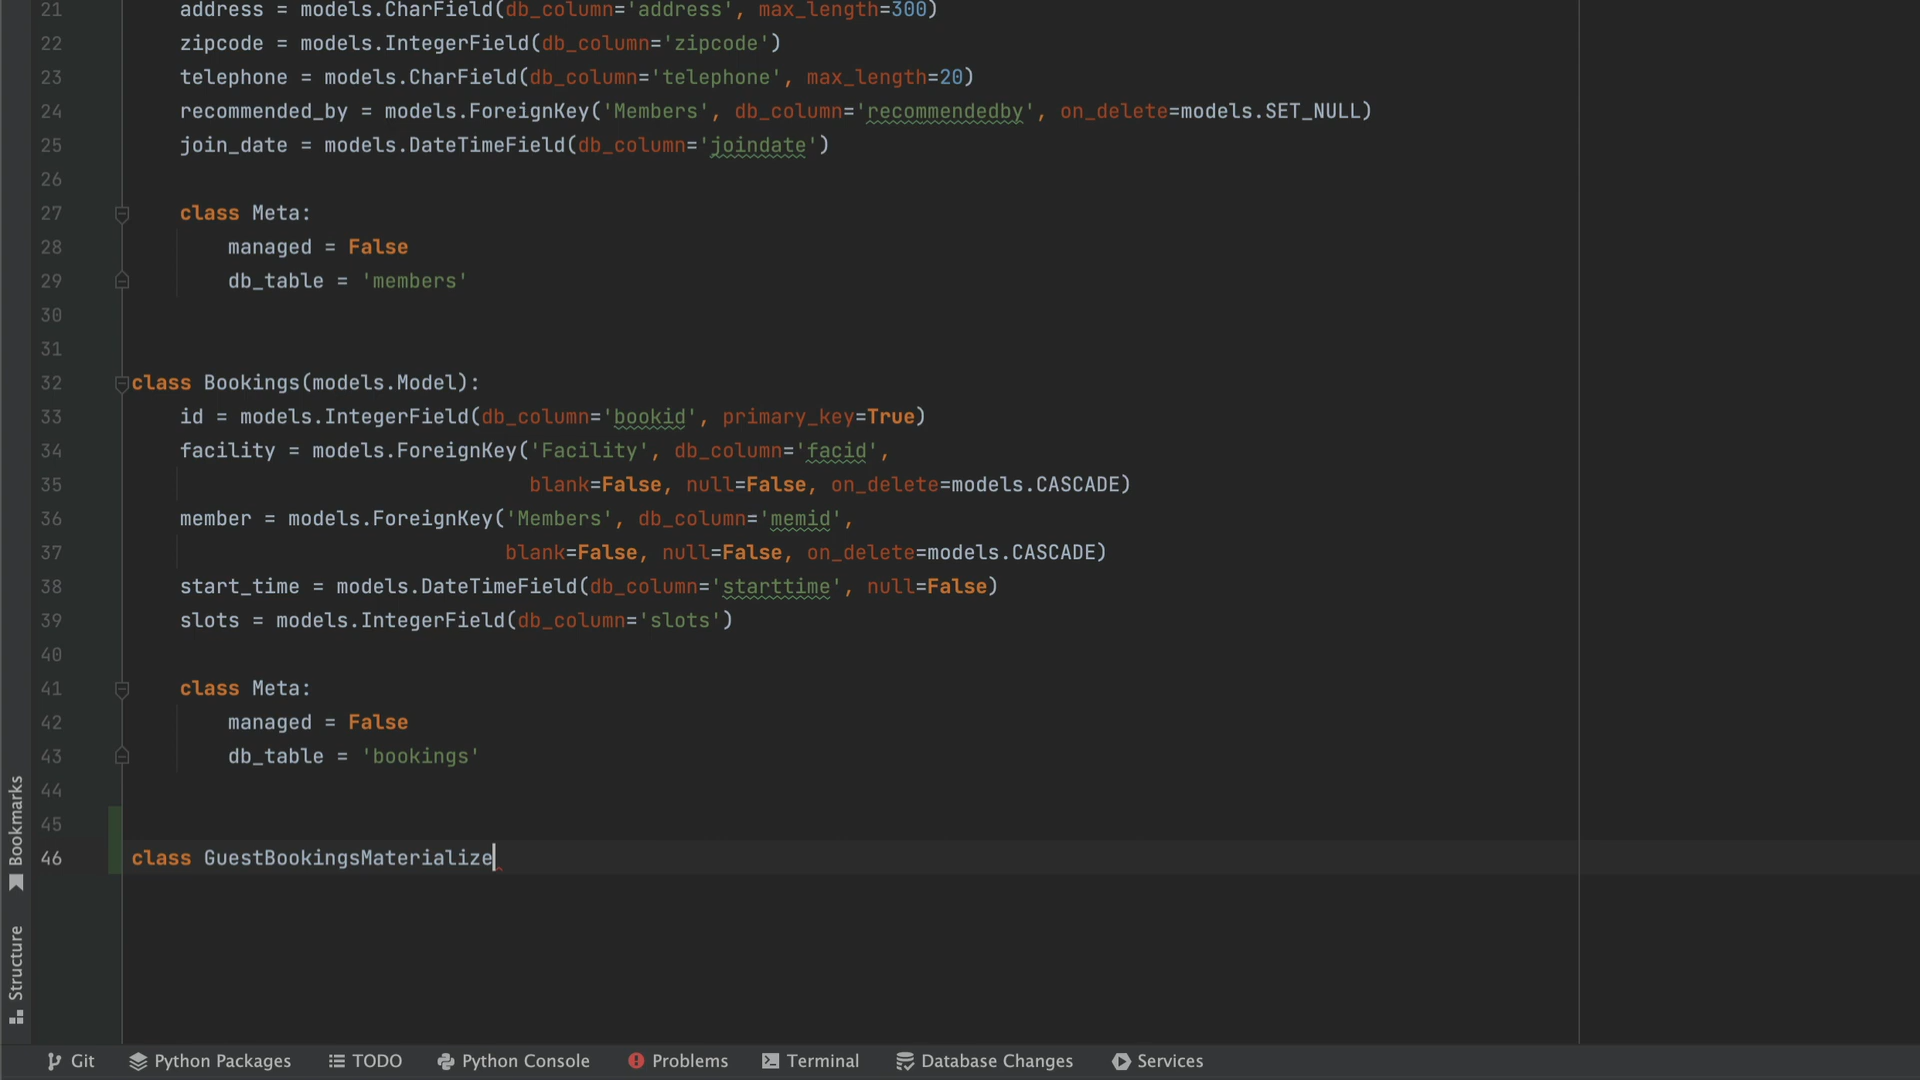 21 address = models.CharField(db_column='address', max_length=300)
22 zipcode = models.IntegerField(db_column='zipcode')
23 telephone = models.CharField(db_column='telephone', max_length=20)
24 recommended_by = models.ForeignKey('Members', db_column='recommendedby', on_delete=models.SET_NULL)
25 join_date = models.DateTimeField(db_column='joindate')
26
27 class Meta:
28 managed = False
29 db_table = 'members'
30
31
32 class Bookings(models.Model):
33 id = models.IntegerField(db_column='bookid', primary_key=True)
34 facility = models.ForeignKey('Facility', db_column='facid',
35 blank=False, null=False, on_delete=models.CASCADE)
36 member = models.ForeignKey('Members', db_column='memid',
37 blank=False, null=False, on_delete=models.CASCADE)
38 start_time = models.DateTimeField(db_column='starttime', null=False)
39 slots = models.IntegerField(db_column='slots')
40
41 class Meta:
42 managed = False
43 db_table = 'bookings'
44
45
46 class GuestBookingsMaterialize
Bookmarks
Structure
Git Python Packages TODO Python Console Problems Terminal Database Changes Services